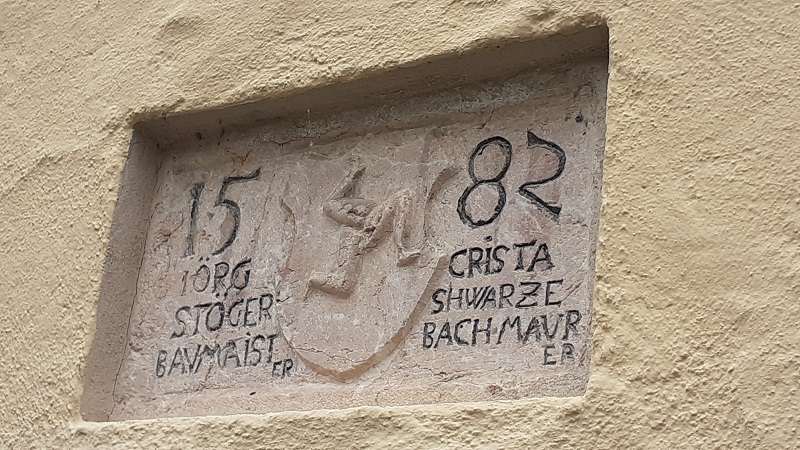 15
IÖRG
STÖGER
BAVMAIST
ER
82
CRISTA
SHWARZE
BACHMAVR
ER